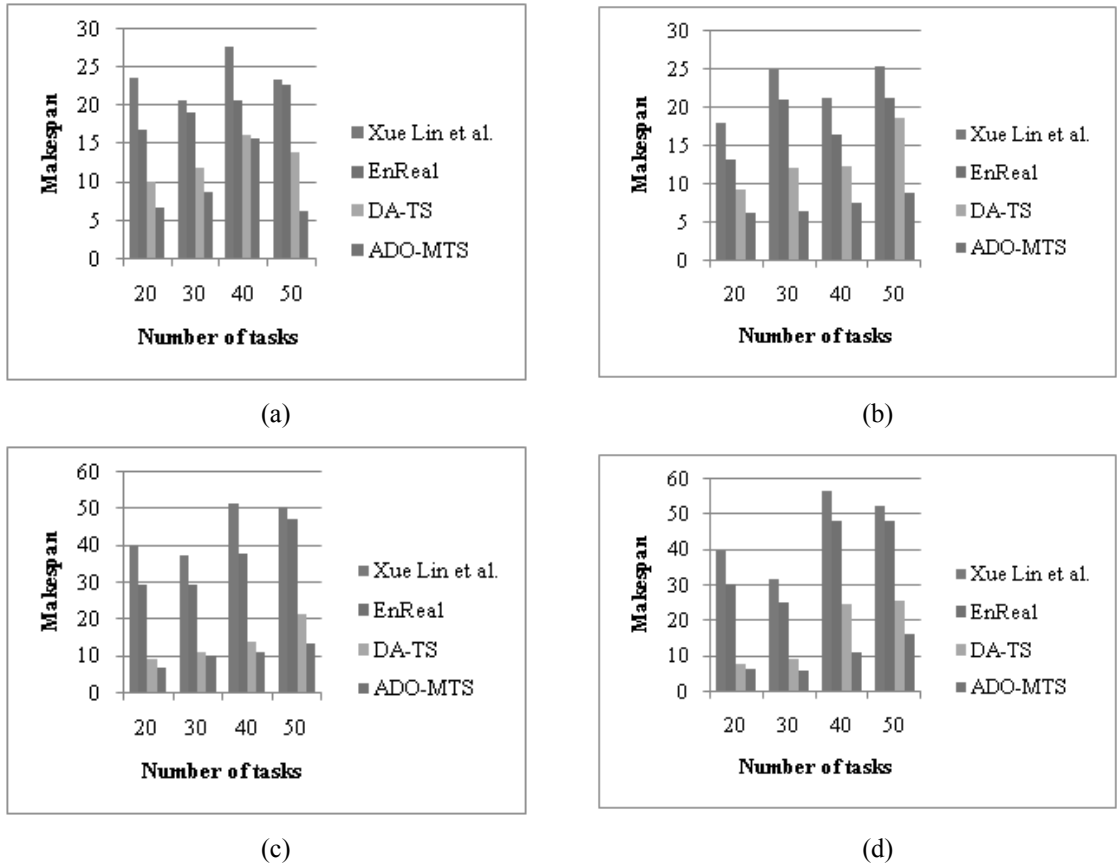 30
25
20
15
10
5
0
Makespan
20 30 40 50
Number of tasks
Xue Lin et al.
EnReal
DA-TS
ADO-MTS
(a)
30
25
20
15
10
5
0
Makespan
20 30 40 50
Number of tasks
Xue Lin et al.
EnReal
DA-TS
ADO-MTS
(b)
60
50
40
30
20
10
0
Makespan
20 30 40 50
Number of tasks
Xue Lin et al.
EnReal
DA-TS
ADO-MTS
(c)
60
50
40
30
20
10
0
Makespan
20 30 40 50
Number of tasks
Xue Lin et al.
EnReal
DA-TS
ADO-MTS
(d)